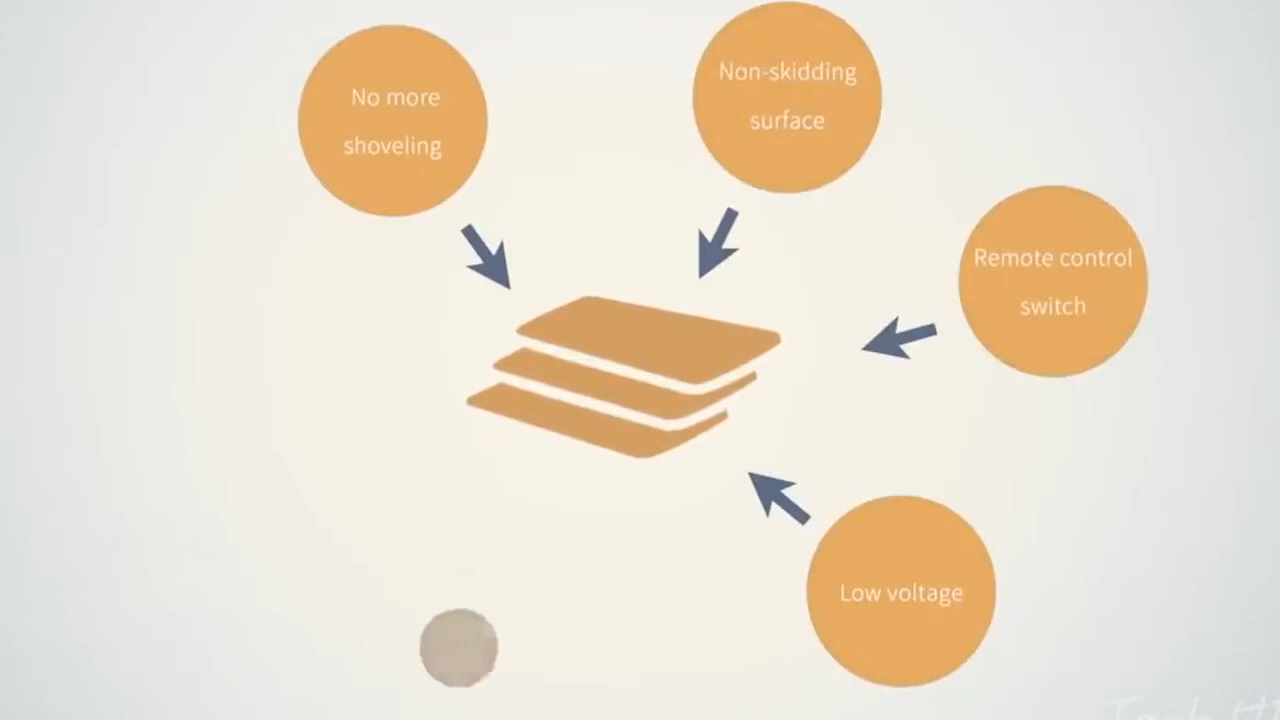 No more
shoveling
Non-skidding
surface
Remote control
switch
Low voltage